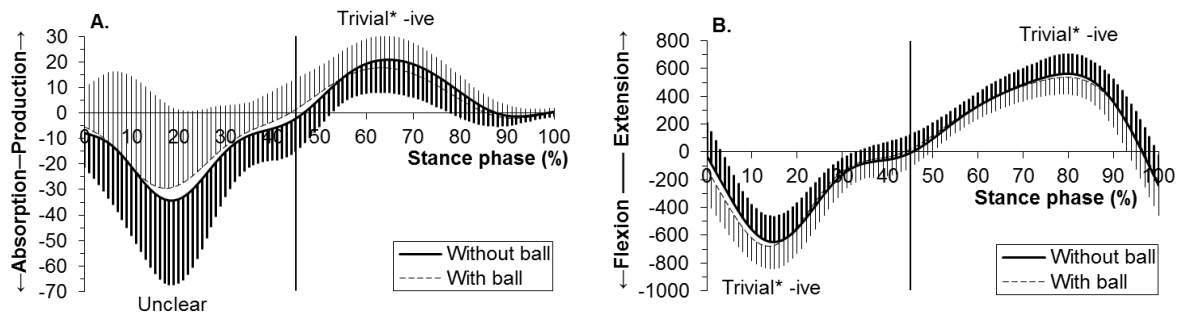 A.
Trivial* -ive
←Absorption—Production→
30
20
10
0
-10
-20
-30
-40
-50
-60
-70
0 10 20 30 40 50 60 70 80 90 100
Stance phase (%)
Without ball
With ball
Unclear
B.
Trivial* -ive
←Flexion —— Extension→
800
600
400
200
0
-200
-400
-600
-800
-1000
0 10 20 30 40 50 60 70 80 90 100
Stance phase (%)
Without ball
With ball
Trivial* -ive